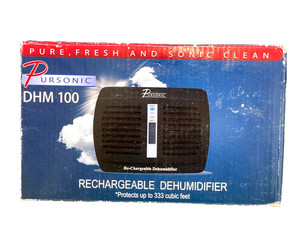 PURE, FRESH AND SONIC CLEAN
PURSONIC
DHM 100
PURSONIC
Re-Chargeable Dehumidifier
RECHARGEABLE DEHUMIDIFIER
*Protects up to 333 cubic feet